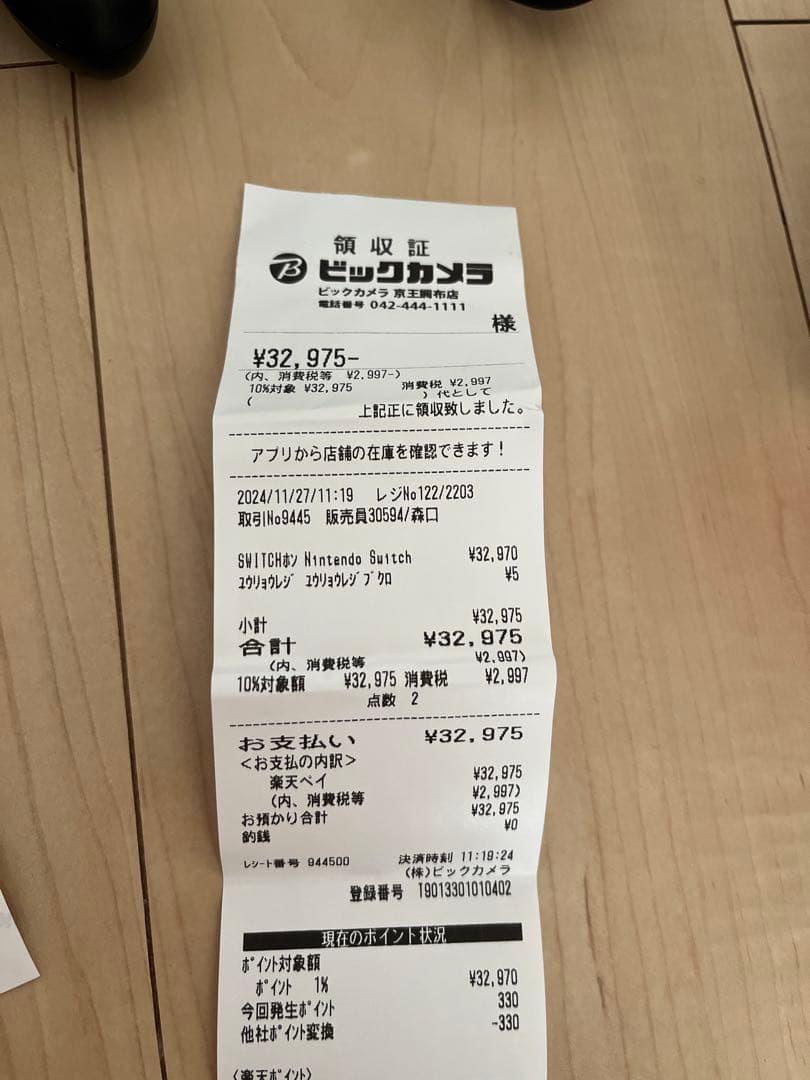 領収証
ビックカメラ
ビックカメラ 京王調布店
電話番号 042-444-1111
様
¥32,975-
(内、消費税等 ¥2,997-)
10%対象 ¥32,975 消費税 ¥2,997
( )代として
上記正に領収致しました。
アプリから店舗の在庫を確認できます!
2024/11/27/11:19 レジNo122/2203
取引No9445 販売員30594/森口
SWITCHホン Nintendo Switch ¥32,970
ユウリョウレジ ユウリョウレジブクロ ¥5
小計 ¥32,975
合計 ¥32,975
(内、消費税等 ¥2,997)
10%対象額 ¥32,975 消費税 ¥2,997
点数 2
お支払い ¥32,975
<お支払の内訳>
楽天ペイ ¥32,975
(内、消費税等 ¥2,997)
お預かり合計 ¥32,975
釣銭 ¥0
レシート番号 944500 決済時刻 11:19:24
(株)ビックカメラ
登録番号 T9013301010402
現在のポイント状況
ポイント対象額 ¥32,970
ポイント 1% 330
今回発生ポイント -330
他社ポイント変換
<楽天ポイント>